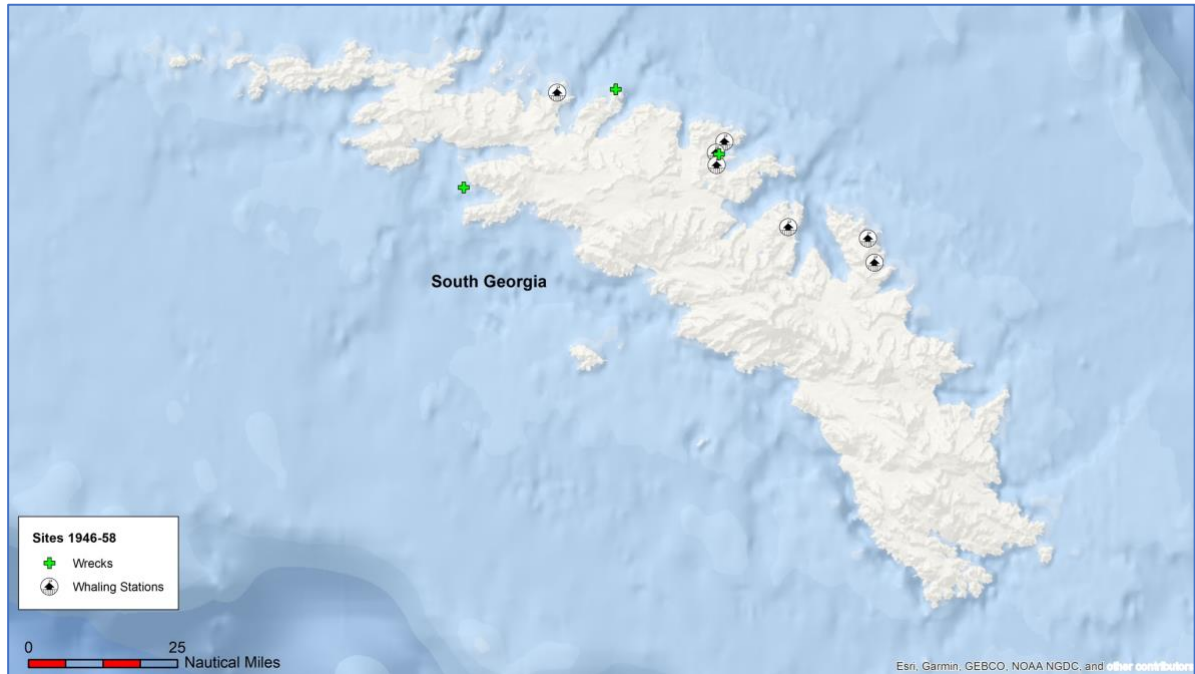 South Georgia
Sites 1946-58
Wrecks
Whaling Stations
0 25
Nautical Miles
Esri, Garmin, GEBCO, NOAA NGDC, and other contributors